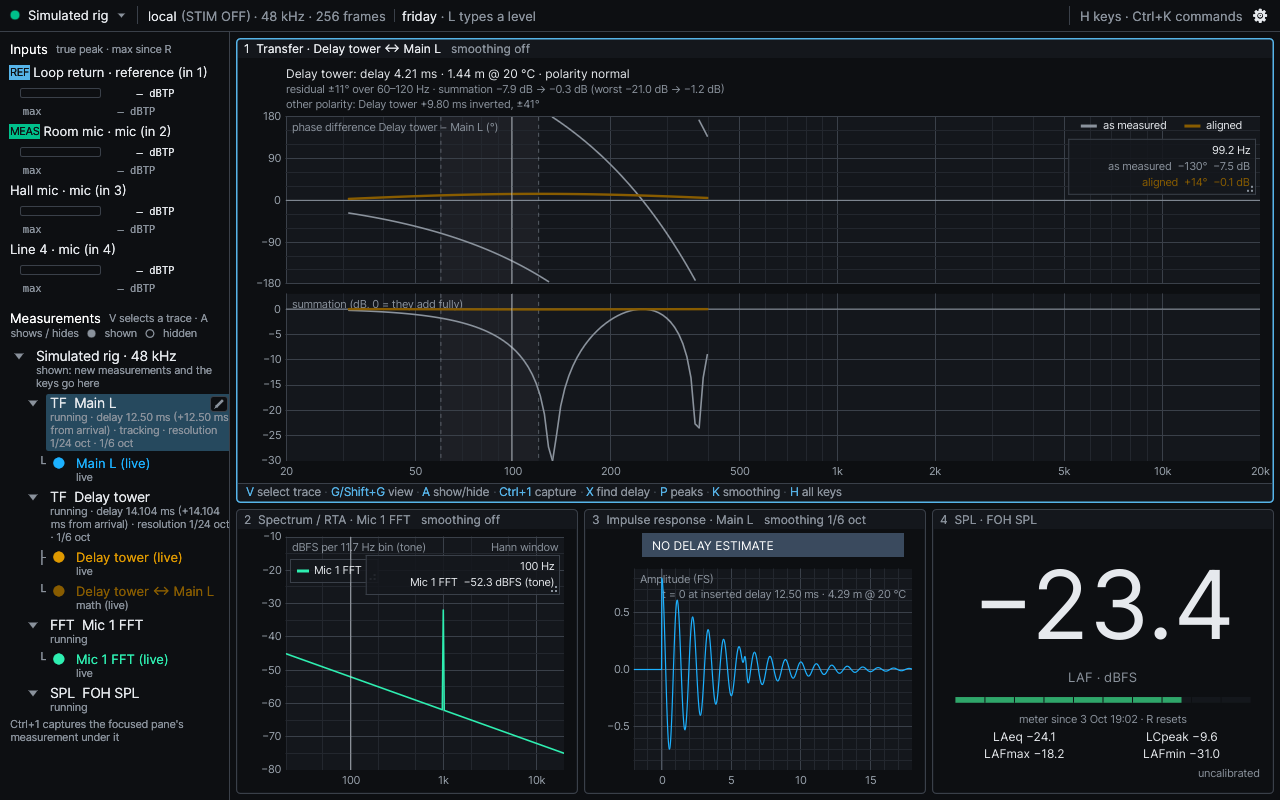 Simulated rig
local (STIM OFF) · 48 kHz · 256 frames
friday · L types a level
H keys · Ctrl+K commands
Inputs true peak · max since R
REF Loop return · reference (in 1)
– dBTP
max – dBTP
MEAS Room mic · mic (in 2)
– dBTP
max – dBTP
Hall mic · mic (in 3)
– dBTP
max – dBTP
Line 4 · mic (in 4)
– dBTP
max – dBTP
Measurements V selects a trace · A
shows / hides shown hidden
Simulated rig · 48 kHz
shown: new measurements and the
keys go here
TF Main L
running · delay 12.50 ms (+12.50 ms
from arrival) · tracking · resolution
1/24 oct · 1/6 oct
Main L (live)
live
TF Delay tower
running · delay 14.104 ms (+14.104
ms from arrival) · resolution 1/24 oct
· 1/6 oct
Delay tower (live)
live
Delay tower ↔ Main L
math (live)
FFT Mic 1 FFT
running
Mic 1 FFT (live)
live
SPL FOH SPL
running
Ctrl+1 captures the focused pane's
measurement under it
1 Transfer · Delay tower ↔ Main L smoothing off
Delay tower: delay 4.21 ms · 1.44 m @ 20 °C · polarity normal
residual ±11° over 60–120 Hz · summation −7.9 dB → −0.3 dB (worst −21.0 dB → −1.2 dB)
other polarity: Delay tower +9.80 ms inverted, ±41°
phase difference Delay tower − Main L (°)
as measured aligned
99.2 Hz
as measured −130° −7.5 dB
aligned +14° −0.1 dB
180
90
0
−90
−180
summation (dB, 0 = they add fully)
0
−5
−10
−15
−20
−25
−30
20 50 100 200 500 1k 2k 5k 10k 20k
V select trace · G/Shift+G view · A show/hide · Ctrl+1 capture · X find delay · P peaks · K smoothing · H all keys
2 Spectrum / RTA · Mic 1 FFT smoothing off
dBFS per 11.7 Hz bin (tone) Hann window
Mic 1 FFT
100 Hz
Mic 1 FFT −52.3 dBFS (tone)
−10
−20
−30
−40
−50
−60
−70
−80
100 1k 10k
3 Impulse response · Main L smoothing 1/6 oct
NO DELAY ESTIMATE
Amplitude (FS)
t = 0 at inserted delay 12.50 ms · 4.29 m @ 20 °C
0.5
0.0
−0.5
0 5 10 15
4 SPL · FOH SPL
−23.4
LAF · dBFS
meter since 3 Oct 19:02 · R resets
LAeq −24.1 LCpeak −9.6
LAFmax −18.2 LAFmin −31.0
uncalibrated